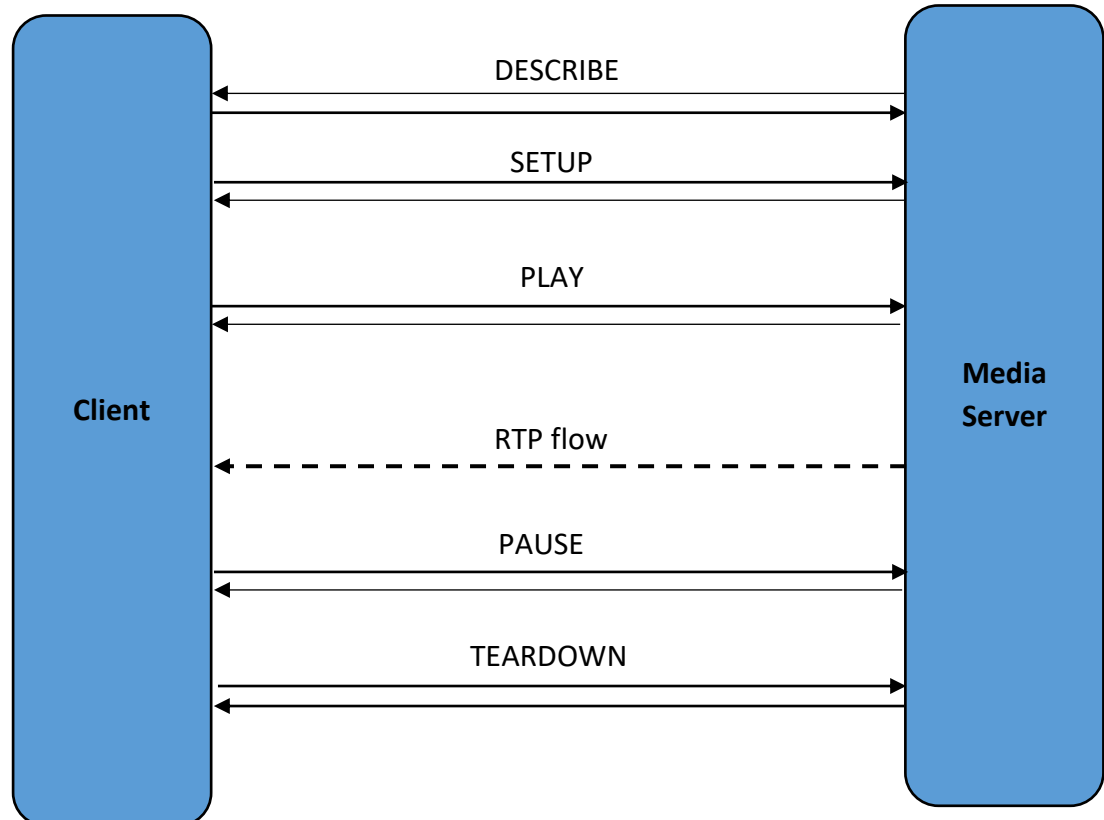 DESCRIBE
SETUP
PLAY
Client
Media
Server
RTP flow
PAUSE
TEARDOWN